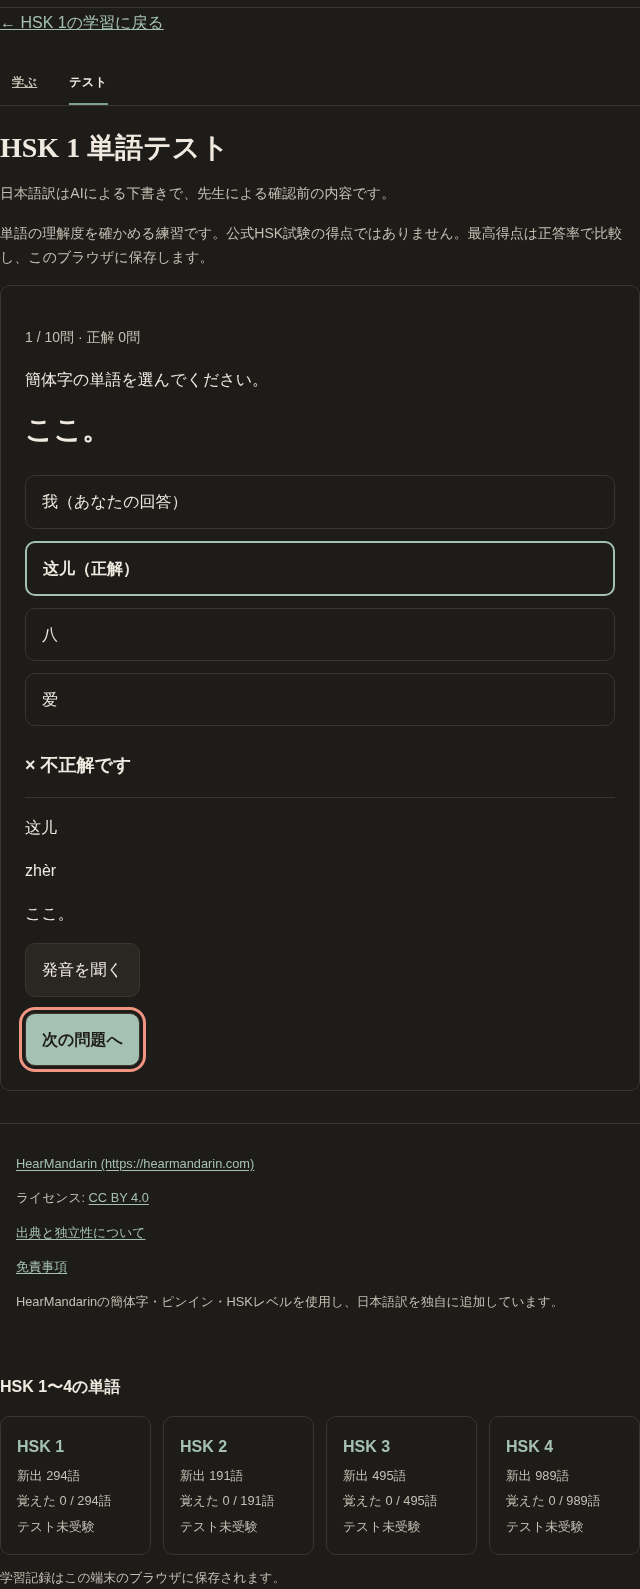 ← HSK 1の学習に戻る
学ぶ
テスト
HSK 1 単語テスト
日本語訳はAIによる下書きで、先生による確認前の内容です。
単語の理解度を確かめる練習です。公式HSK試験の得点ではありません。最高得点は正答率で比較
し、このブラウザに保存します。
1 / 10問 · 正解 0問
簡体字の単語を選んでください。
ここ。
我（あなたの回答）
这儿（正解）
八
爱
× 不正解です
这儿
zhèr
ここ。
発音を聞く
次の問題へ
HearMandarin (https://hearmandarin.com)
ライセンス: CC BY 4.0
出典と独立性について
免責事項
HearMandarinの簡体字・ピンイン・HSKレベルを使用し、日本語訳を独自に追加しています。
HSK 1〜4の単語
HSK 1
新出 294語
覚えた 0 / 294語
テスト未受験
HSK 2
新出 191語
覚えた 0 / 191語
テスト未受験
HSK 3
新出 495語
覚えた 0 / 495語
テスト未受験
HSK 4
新出 989語
覚えた 0 / 989語
テスト未受験
学習記録はこの端末のブラウザに保存されます。